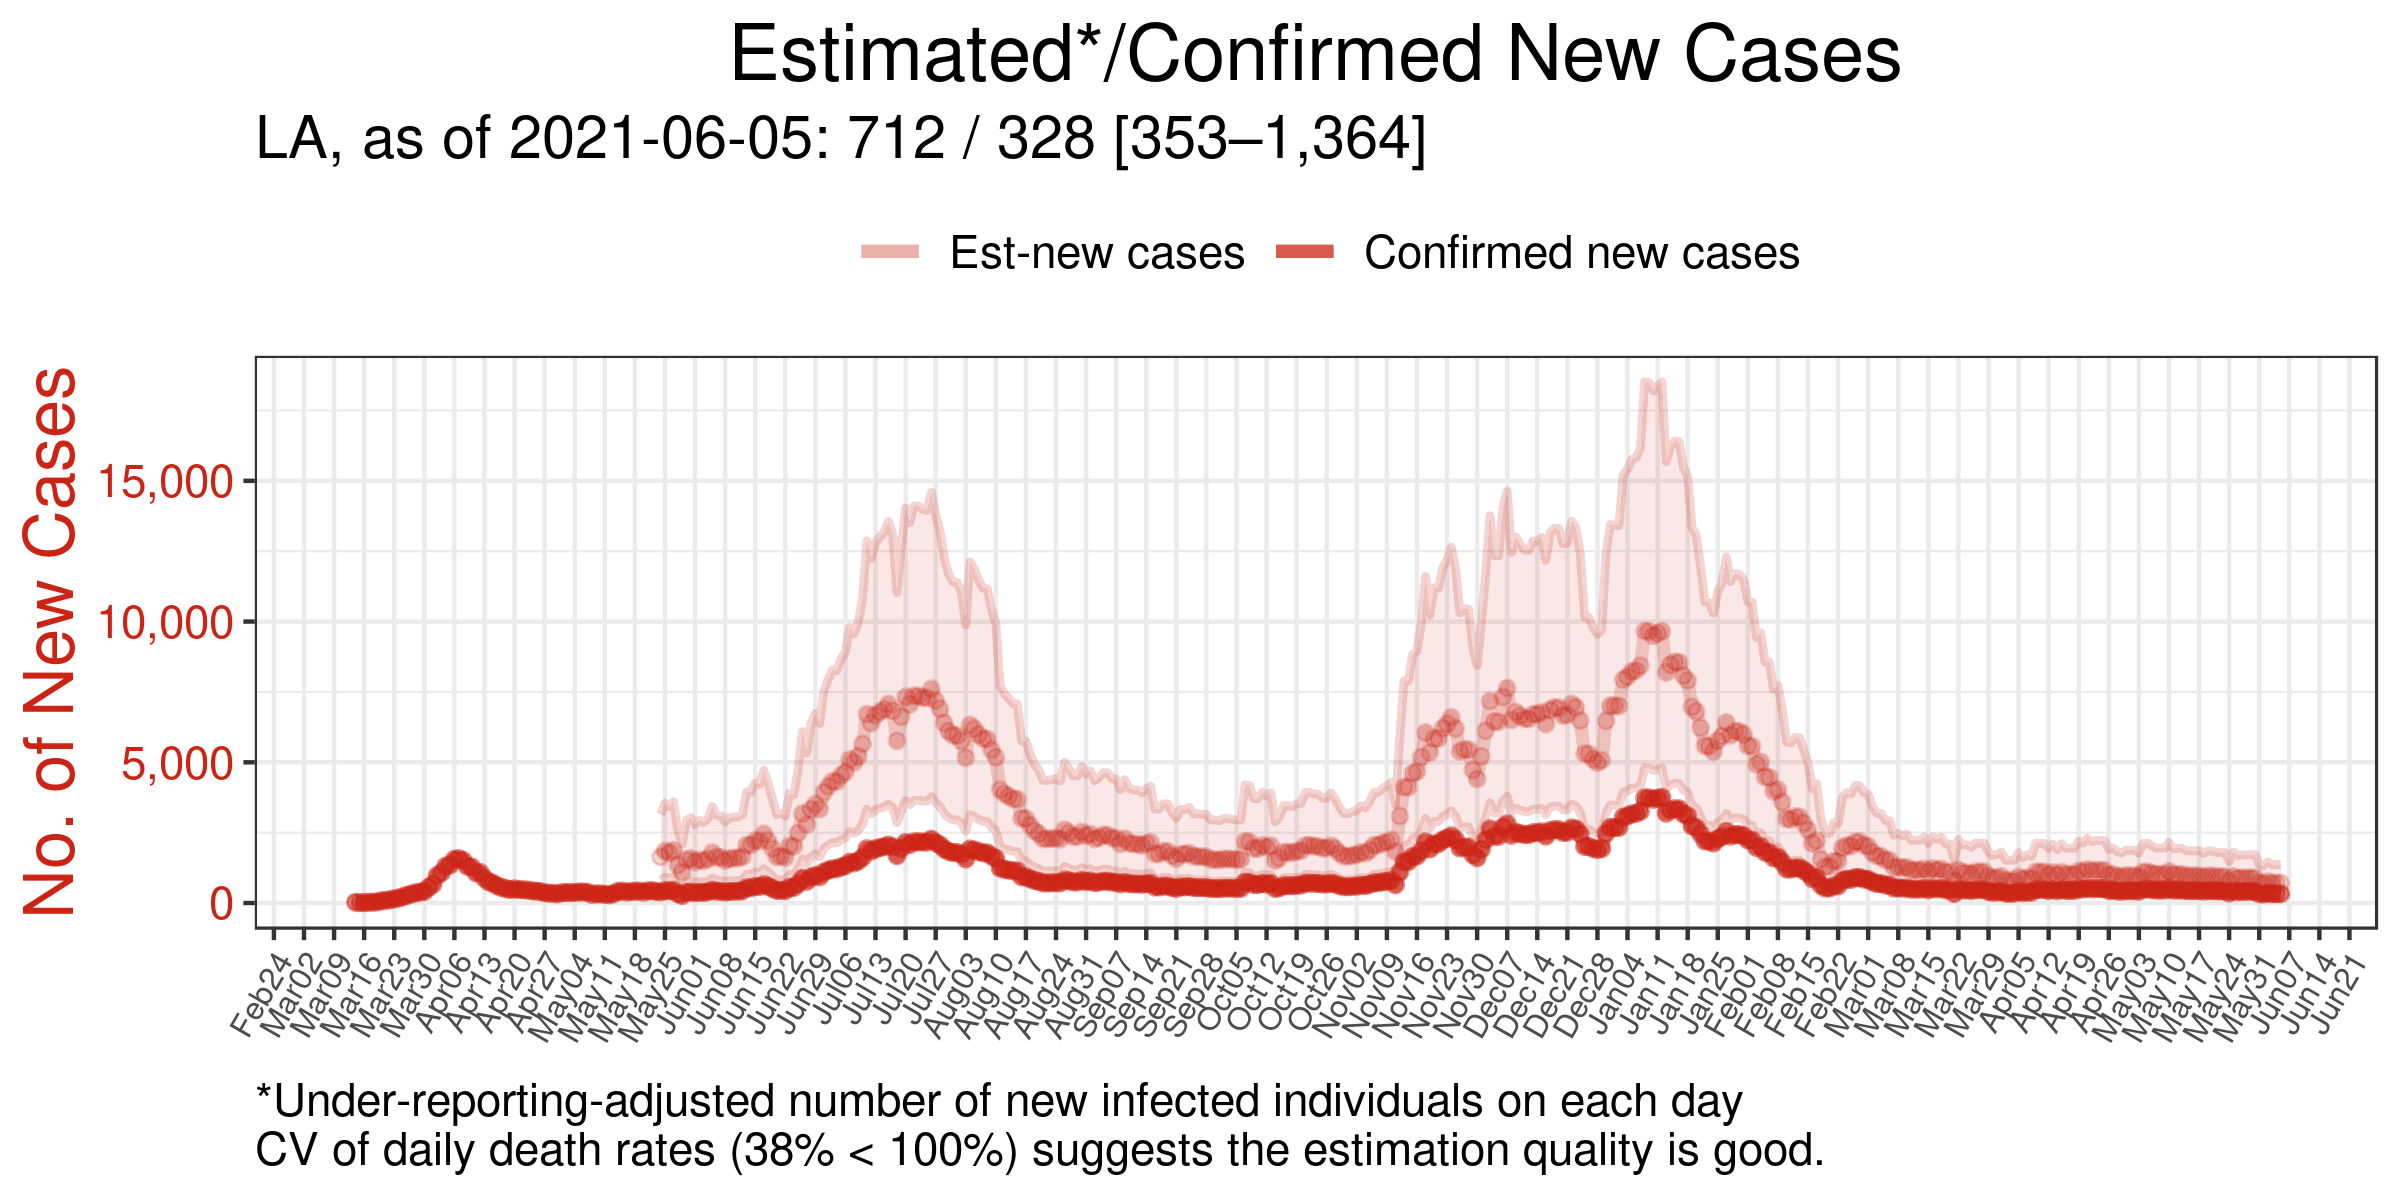 Estimated*/Confirmed New Cases
LA, as of 2021-06-05: 712 / 328 [353–1,364]
Est-new cases
Confirmed new cases
No. of New Cases
15,000
10,000
5,000
0
Feb24
Mar02
Mar09
Mar16
Mar23
Mar30
Apr06
Apr13
Apr20
Apr27
May04
May11
May18
May25
Jun01
Jun08
Jun15
Jun22
Jun29
Jul06
Jul13
Jul20
Jul27
Aug03
Aug10
Aug17
Aug24
Aug31
Sep07
Sep14
Sep21
Sep28
Oct05
Oct12
Oct19
Oct26
Nov02
Nov09
Nov16
Nov23
Nov30
Dec07
Dec14
Dec21
Dec28
Jan04
Jan11
Jan18
Jan25
Feb01
Feb08
Feb15
Feb22
Mar01
Mar08
Mar15
Mar22
Mar29
Apr05
Apr12
Apr19
Apr26
May03
May10
May17
May24
May31
Jun07
Jun14
Jun21
*Under-reporting-adjusted number of new infected individuals on each day
CV of daily death rates (38% < 100%) suggests the estimation quality is good.